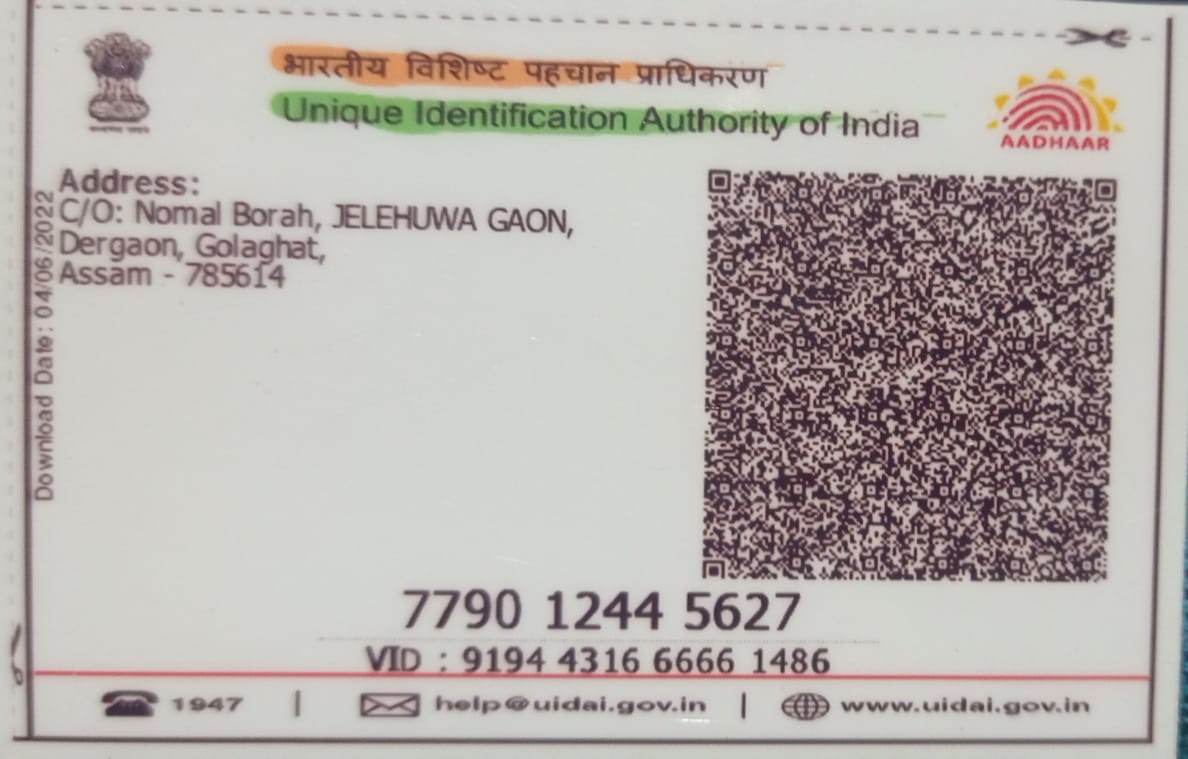 भारतीय विशिष्ट पहचान प्राधिकरण
Unique Identification Authority of India
AADHAAR
Address:
C/O: Nomal Borah, JELEHUWA GAON,
Dergaon, Golaghat,
Assam - 785614
Download Date: 04/06/2022
7790 1244 5627
VID : 9194 4316 6666 1486
1947 | help@uidai.gov.in | www.uidai.gov.in